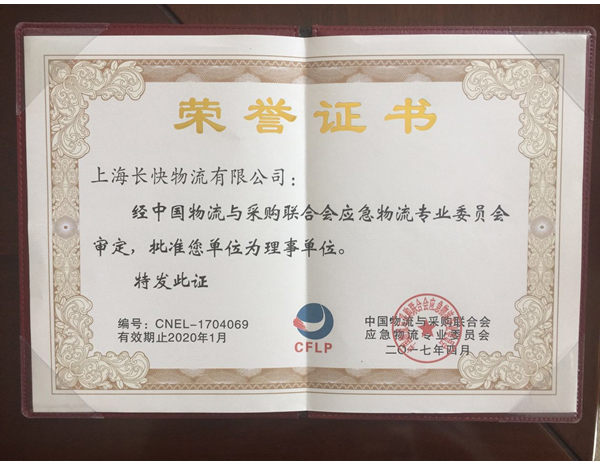 荣誉证书
上海长快物流有限公司：
经中国物流与采购联合会应急物流专业委员会
审定，批准您单位为理事单位。
特发此证
编号：CNEL-1704069
有效期止2020年1月
CFLP
中国物流与采购联合会
应急物流专业委员会
二〇一七年四月